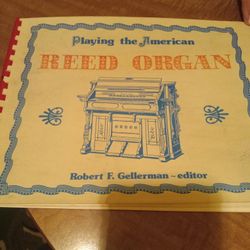 Playing the American
REED ORGAN
Robert F. Gellerman - editor